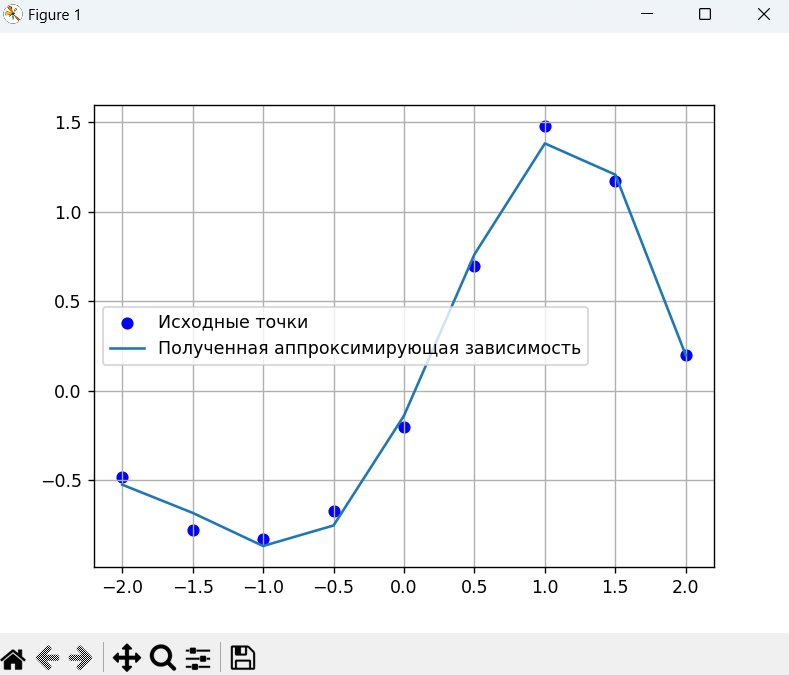 Figure 1
1.5
1.0
0.5
0.0
−0.5
Исходные точки
Полученная аппроксимирующая зависимость
−2.0 −1.5 −1.0 −0.5 0.0 0.5 1.0 1.5 2.0